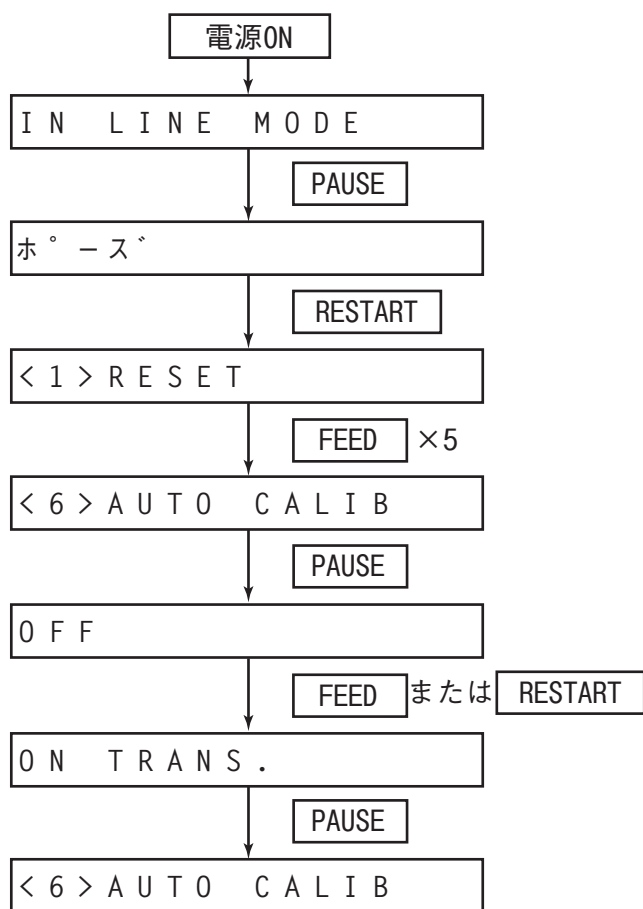 電源ON
IN LINE MODE
PAUSE
ホ゜ーズ゛
RESTART
<1>RESET
FEED ×5
<6>AUTO CALIB
PAUSE
OFF
FEED または RESTART
ON TRANS.
PAUSE
<6>AUTO CALIB